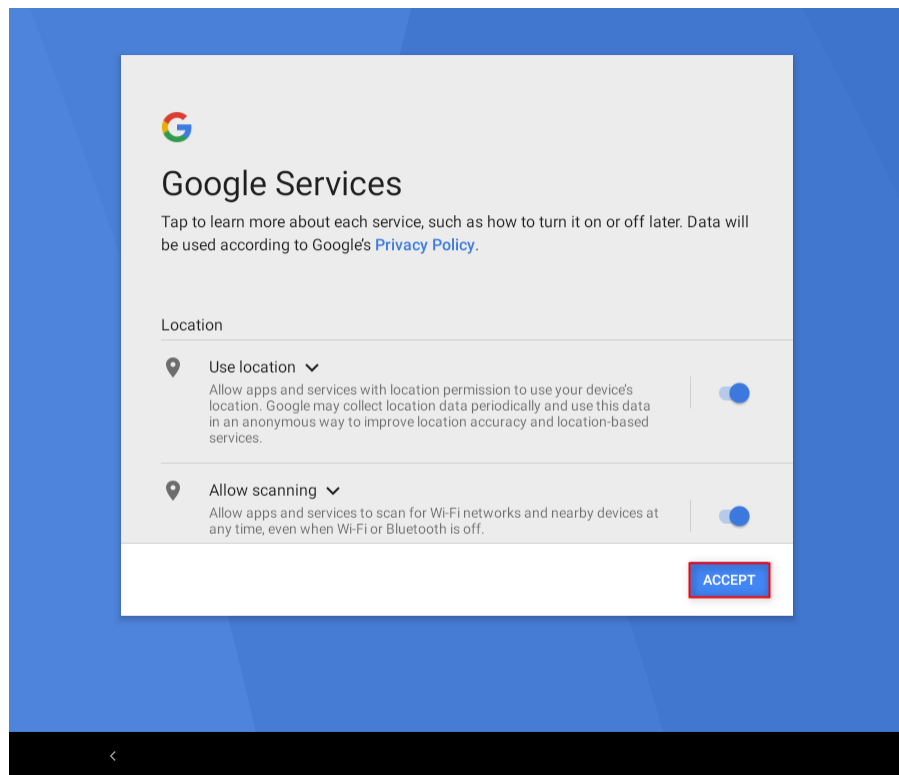 Google Services
Tap to learn more about each service, such as how to turn it on or off later. Data will
be used according to Google's Privacy Policy.
Location
Use location
Allow apps and services with location permission to use your device's
location. Google may collect location data periodically and use this data
in an anonymous way to improve location accuracy and location-based
services.
Allow scanning
Allow apps and services to scan for Wi-Fi networks and nearby devices at
any time, even when Wi-Fi or Bluetooth is off.
ACCEPT